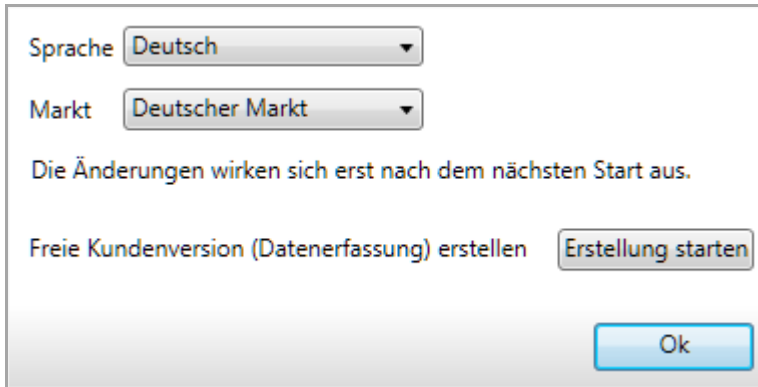 Sprache Deutsch
Markt Deutscher Markt
Die Änderungen wirken sich erst nach dem nächsten Start aus.
Freie Kundenversion (Datenerfassung) erstellen Erstellung starten
Ok